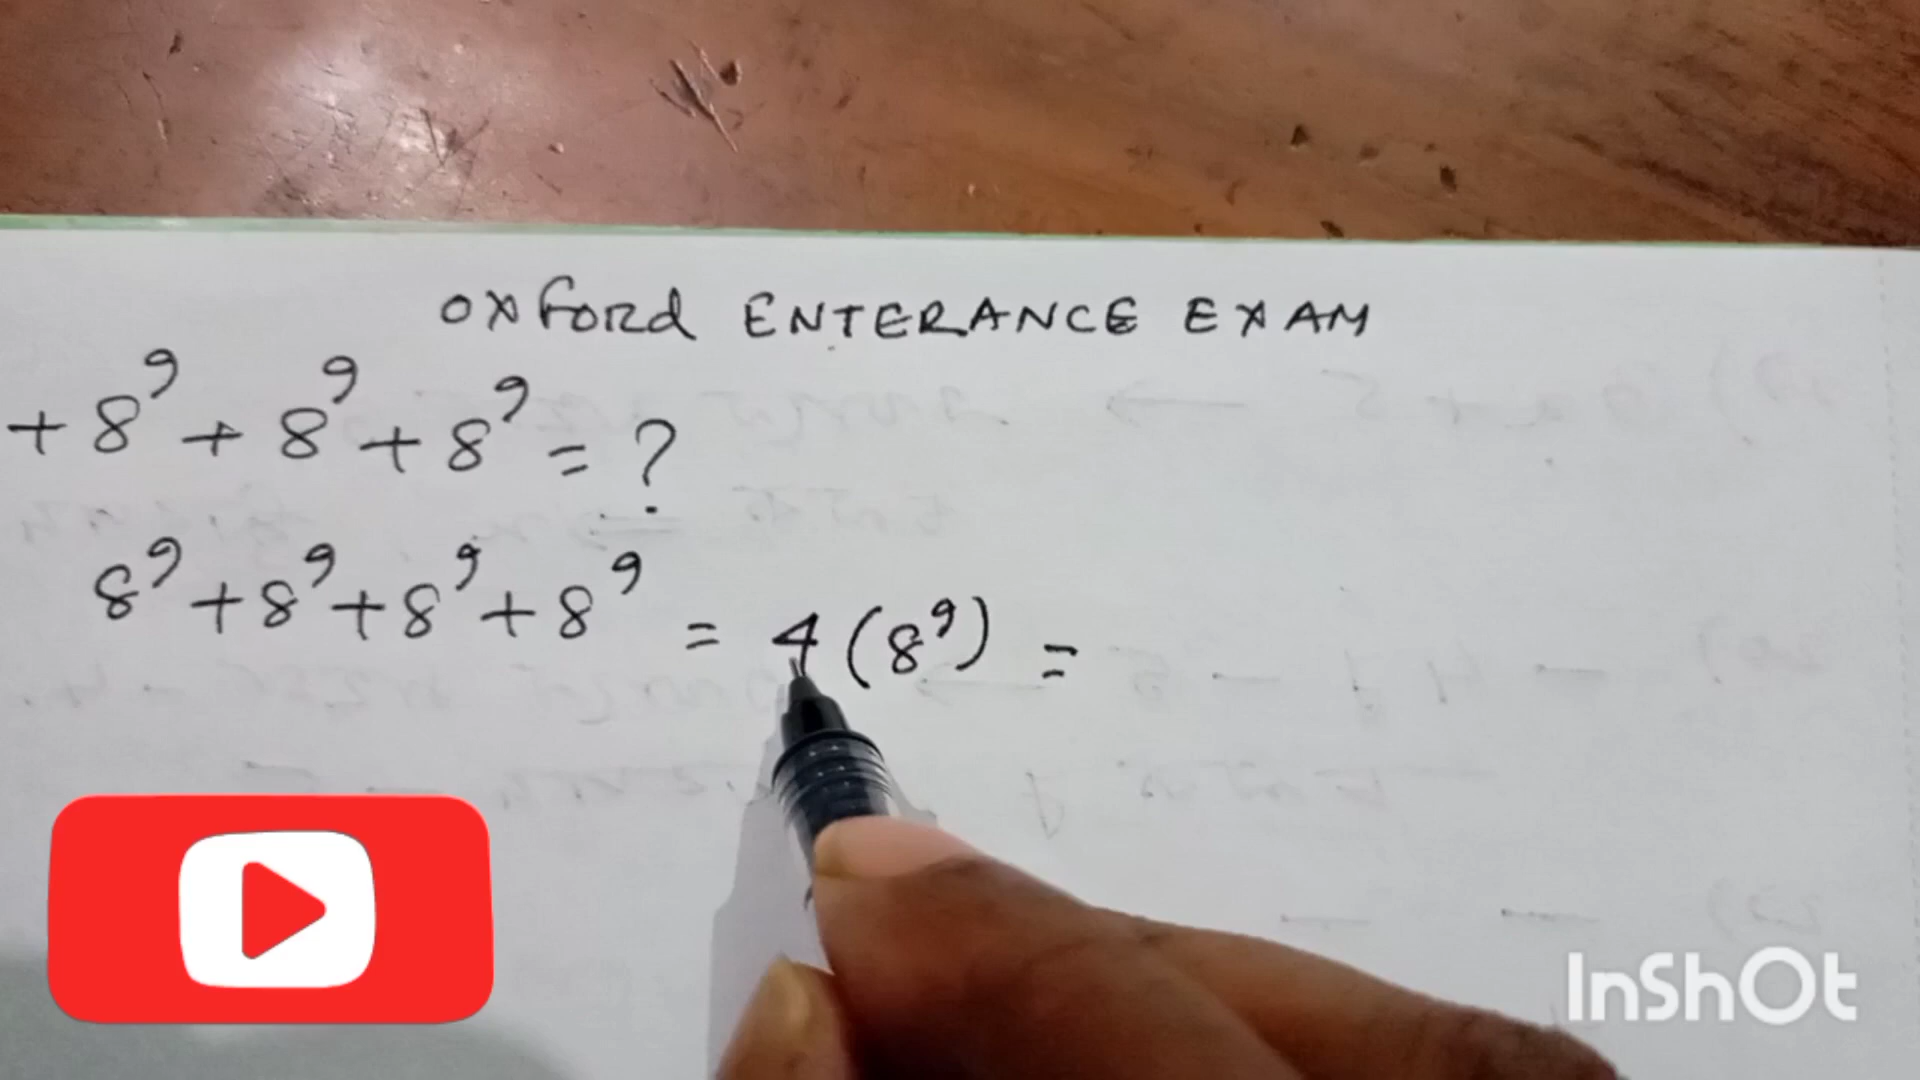 oxford ENTERANCE EXAM
+ 8⁹ + 8⁹ + 8⁹ = ?
8⁹ + 8⁹ + 8⁹ + 8⁹ = 4 (8⁹) =
InShOt